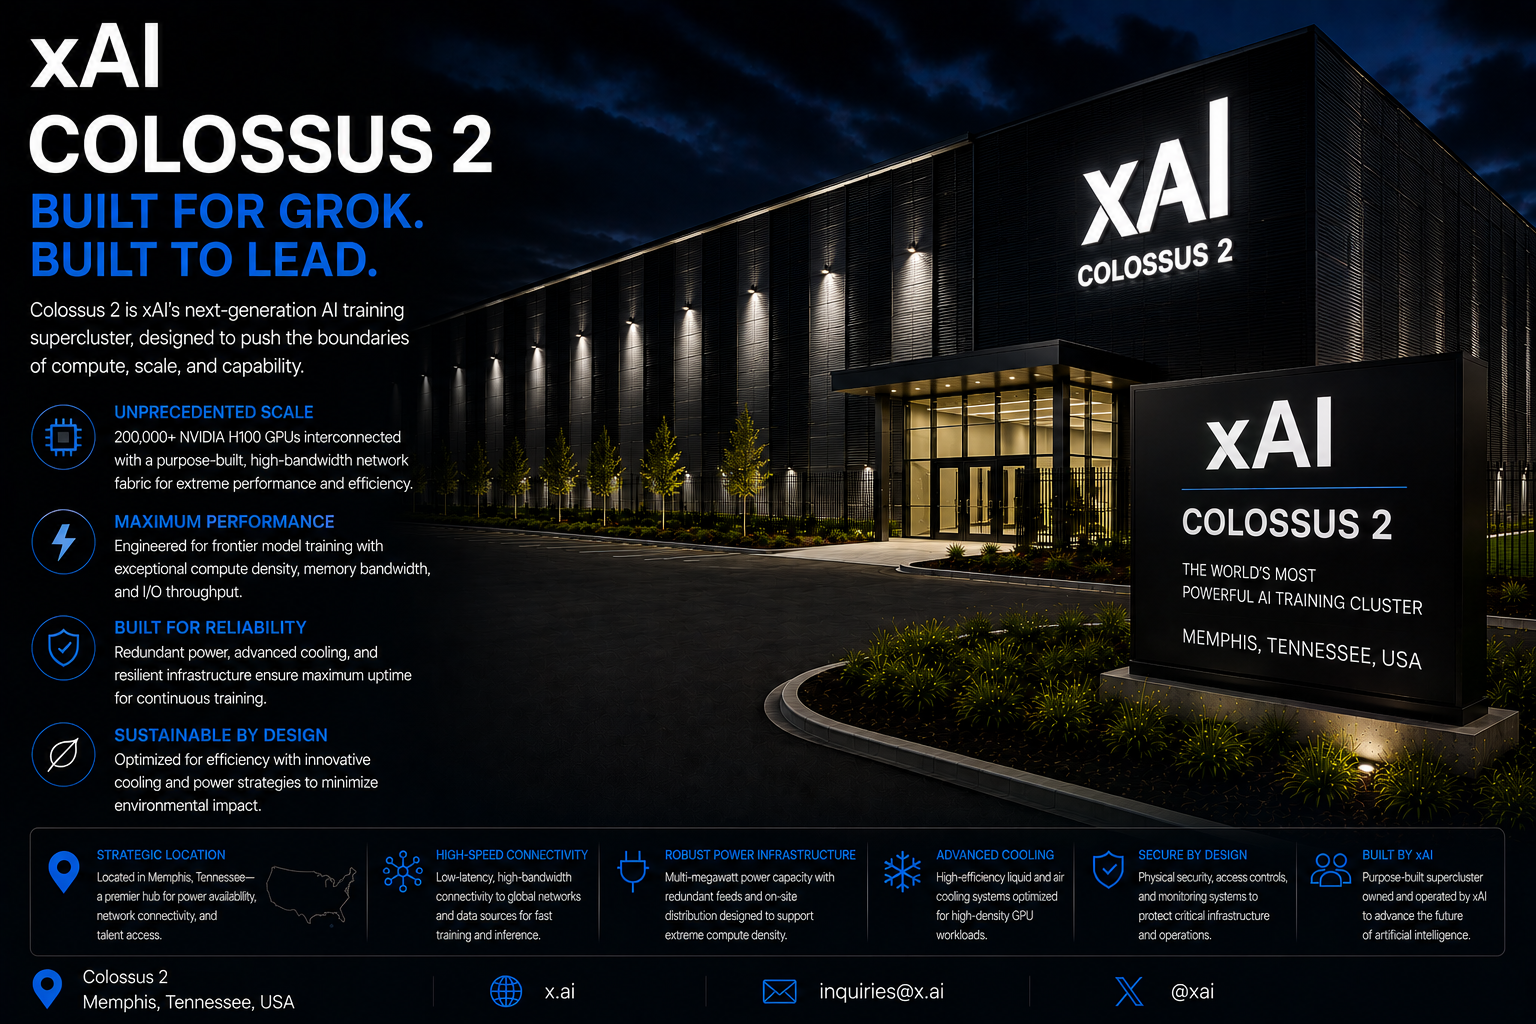 xAI
COLOSSUS 2
BUILT FOR GROK.
BUILT TO LEAD.
Colossus 2 is xAI's next-generation AI training
supercluster, designed to push the boundaries
of compute, scale, and capability.
UNPRECEDENTED SCALE
200,000+ NVIDIA H100 GPUs interconnected
with a purpose-built, high-bandwidth network
fabric for extreme performance and efficiency.
MAXIMUM PERFORMANCE
Engineered for frontier model training with
exceptional compute density, memory bandwidth,
and I/O throughput.
BUILT FOR RELIABILITY
Redundant power, advanced cooling, and
resilient infrastructure ensure maximum uptime
for continuous training.
SUSTAINABLE BY DESIGN
Optimized for efficiency with innovative
cooling and power strategies to minimize
environmental impact.
xAI
COLOSSUS 2
xAI
COLOSSUS 2
THE WORLD'S MOST
POWERFUL AI TRAINING CLUSTER
MEMPHIS, TENNESSEE, USA
STRATEGIC LOCATION
Located in Memphis, Tennessee—
a premier hub for power availability,
network connectivity, and
talent access.
HIGH-SPEED CONNECTIVITY
Low-latency, high-bandwidth
connectivity to global networks
and data sources for fast
training and inference.
ROBUST POWER INFRASTRUCTURE
Multi-megawatt power capacity with
redundant feeds and on-site
distribution designed to support
extreme compute density.
ADVANCED COOLING
High-efficiency liquid and air
cooling systems optimized
for high-density GPU
workloads.
SECURE BY DESIGN
Physical security, access controls,
and monitoring systems to
protect critical infrastructure
and operations.
BUILT BY xAI
Purpose-built supercluster
owned and operated by xAI
to advance the future
of artificial intelligence.
Colossus 2
Memphis, Tennessee, USA
x.ai
inquiries@x.ai
@xai